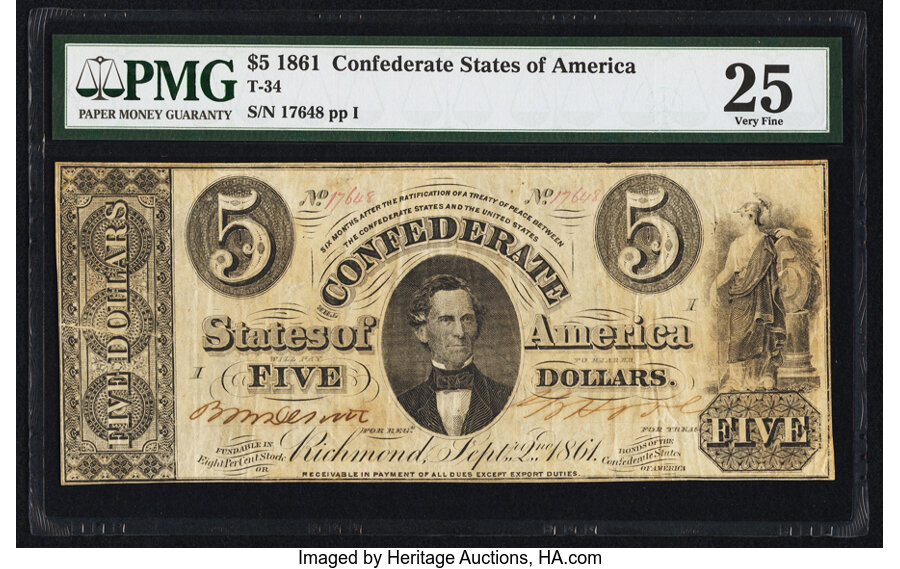 PMG
PAPER MONEY GUARANTY
$5 1861 Confederate States of America
T-34
S/N 17648 pp I
25
Very Fine
FIVE DOLLARS
5
No 17648
No 17648
5
SIX MONTHS AFTER THE RATIFICATION OF A TREATY OF PEACE BETWEEN
THE CONFEDERATE STATES AND THE UNITED STATES
THE
CONFEDERATE
States of America
I
WILL PAY
TO BEARER
I
FIVE DOLLARS.
FOR REGR.
FOR TREAS
FIVE
Richmond, Septr. 2nd 1861.
FUNDABLE IN
Eight Per Cent Stock
OR
BONDS OF THE
Confederate States
OF AMERICA
RECEIVABLE IN PAYMENT OF ALL DUES EXCEPT EXPORT DUTIES.
Imaged by Heritage Auctions, HA.com